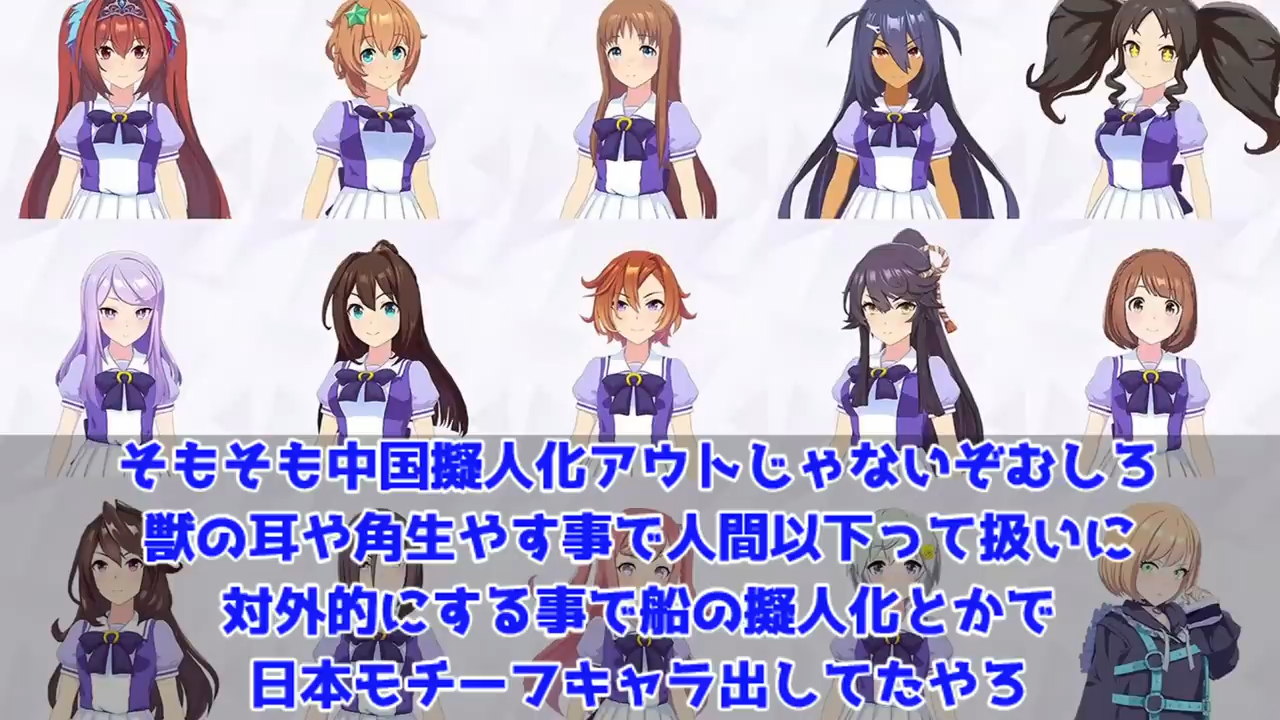 そもそも中国擬人化アウトじゃないぞむしろ
獣の耳や角生やす事で人間以下って扱いに
対外的にする事で船の擬人化とかで
日本モチーフキャラ出してたやろ